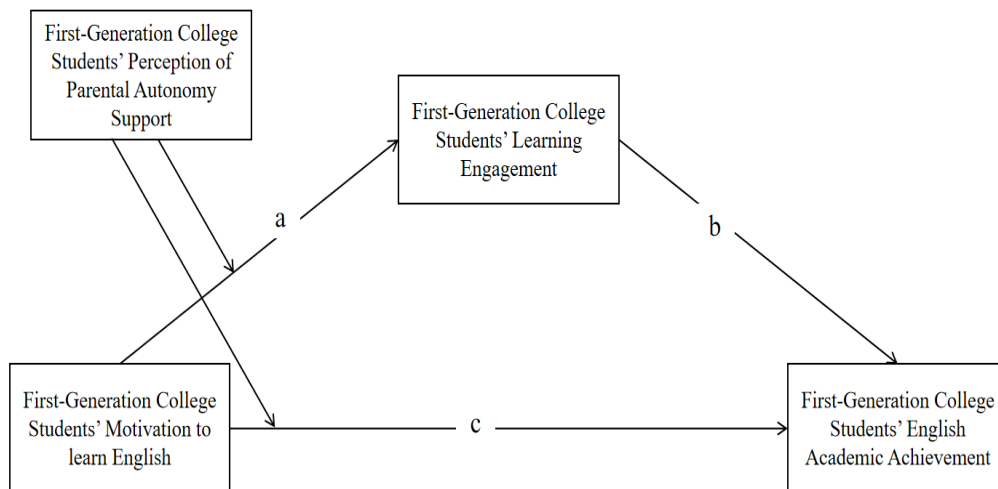 First-Generation College
Students’ Perception of
Parental Autonomy
Support
First-Generation College
Students’ Learning
Engagement
a
b
First-Generation College
Students’ Motivation to
learn English
c
First-Generation College
Students’ English
Academic Achievement